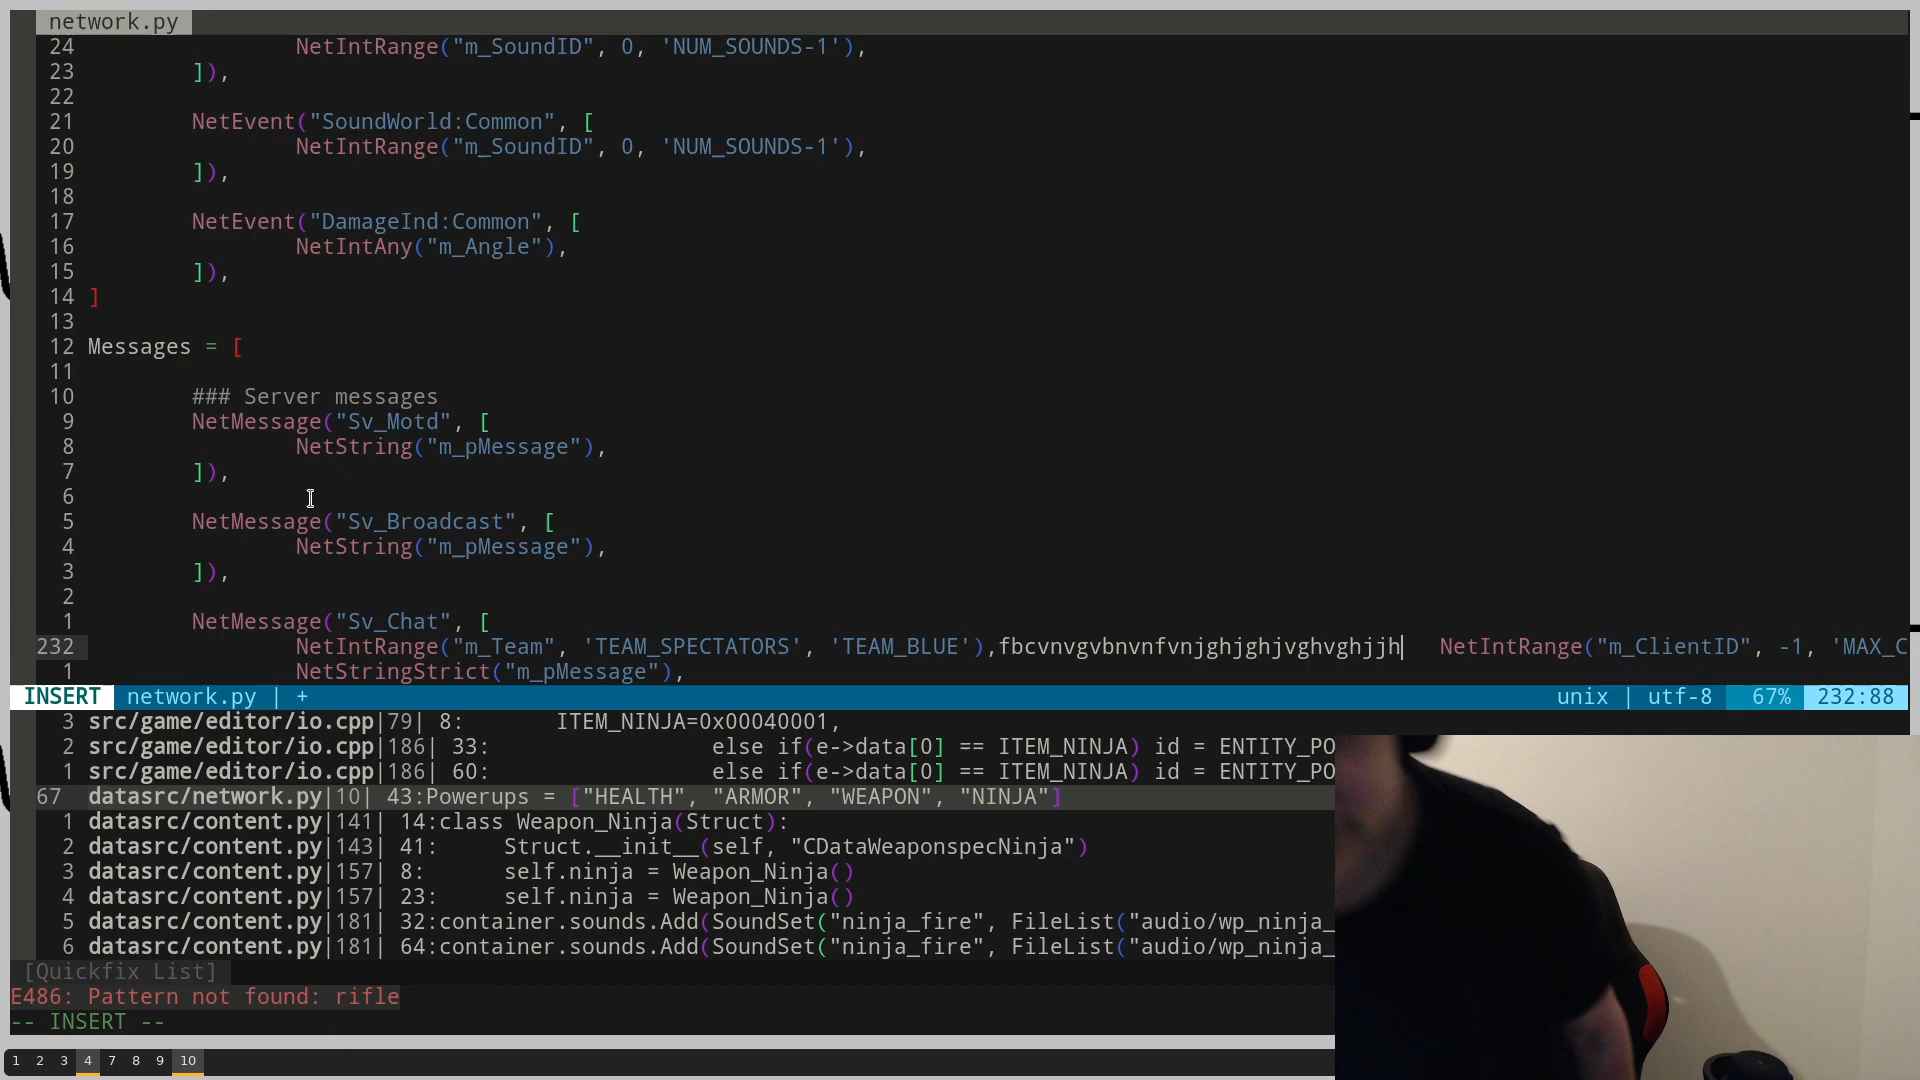 network.py
24 NetIntRange("m_SoundID", 0, 'NUM_SOUNDS-1'),
23 ]),
22
21 NetEvent("SoundWorld:Common", [
20 NetIntRange("m_SoundID", 0, 'NUM_SOUNDS-1'),
19 ]),
18
17 NetEvent("DamageInd:Common", [
16 NetIntAny("m_Angle"),
15 ]),
14 ]
13
12 Messages = [
11
10 ### Server messages
9 NetMessage("Sv_Motd", [
8 NetString("m_pMessage"),
7 ]),
6
5 NetMessage("Sv_Broadcast", [
4 NetString("m_pMessage"),
3 ]),
2
1 NetMessage("Sv_Chat", [
232 NetIntRange("m_Team", 'TEAM_SPECTATORS', 'TEAM_BLUE'),fbcvnvgvbnvnfvnjghjghjvghvghjjh NetIntRange("m_ClientID", -1, 'MAX_C
1 NetStringStrict("m_pMessage"),
INSERT network.py | + unix | utf-8 67% 232:88
3 src/game/editor/io.cpp|79| 8: ITEM_NINJA=0x00040001,
2 src/game/editor/io.cpp|186| 33: else if(e->data[0] == ITEM_NINJA) id = ENTITY_PO
1 src/game/editor/io.cpp|186| 60: else if(e->data[0] == ITEM_NINJA) id = ENTITY_PO
67 datasrc/network.py|10| 43:Powerups = ["HEALTH", "ARMOR", "WEAPON", "NINJA"]
1 datasrc/content.py|141| 14:class Weapon_Ninja(Struct):
2 datasrc/content.py|143| 41: Struct.__init__(self, "CDataWeaponspecNinja")
3 datasrc/content.py|157| 8: self.ninja = Weapon_Ninja()
4 datasrc/content.py|157| 23: self.ninja = Weapon_Ninja()
5 datasrc/content.py|181| 32:container.sounds.Add(SoundSet("ninja_fire", FileList("audio/wp_ninja_
6 datasrc/content.py|181| 64:container.sounds.Add(SoundSet("ninja_fire", FileList("audio/wp_ninja_
[Quickfix List]
E486: Pattern not found: rifle
-- INSERT --
1 2 3 4 7 8 9 10